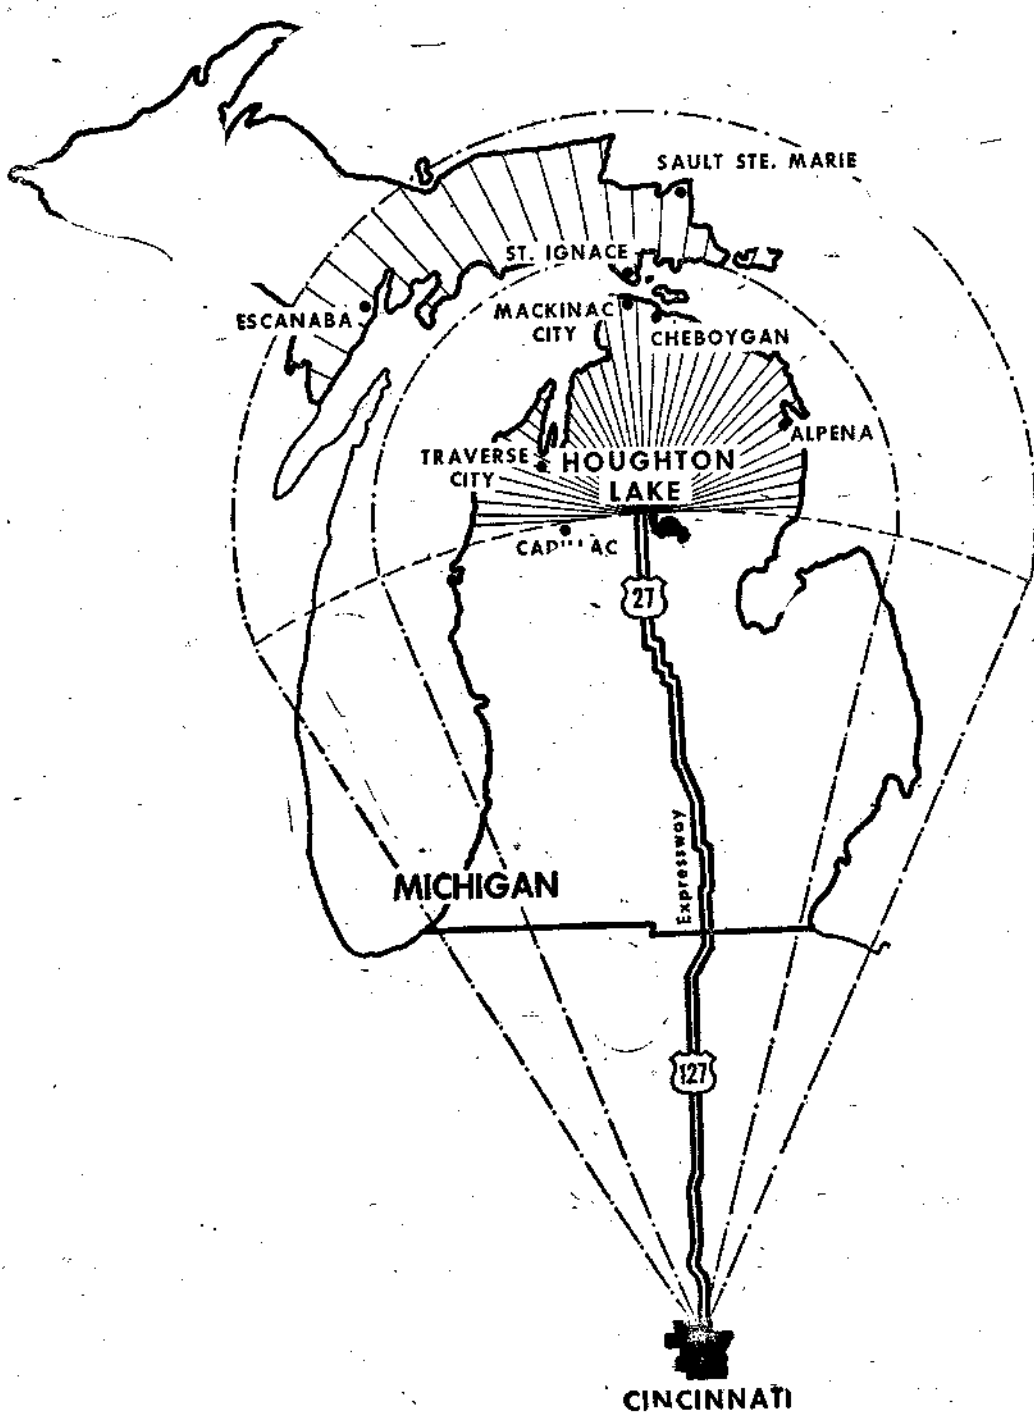 SAULT STE. MARIE
ST. IGNACE
MACKINAC
CITY
ESCANABA
CHEBOYGAN
ALPENA
TRAVERSE
CITY
HOUGHTON
LAKE
CADILLAC
27
Expressway
MICHIGAN
127
CINCINNATI